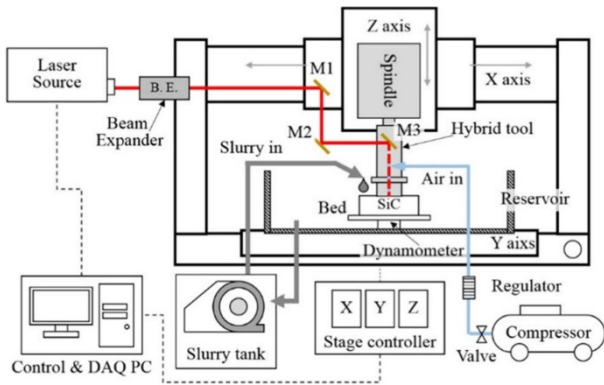 Laser
Source
B. E.
Beam
Expander
M1
M2
Z axis
Spindle
X axis
M3
Hybrid tool
Slurry in
Air in
Reservoir
Bed
SiC
Dynamometer
Y aixs
Regulator
Compressor
Valve
Control & DAQ PC
Slurry tank
X Y Z
Stage controller